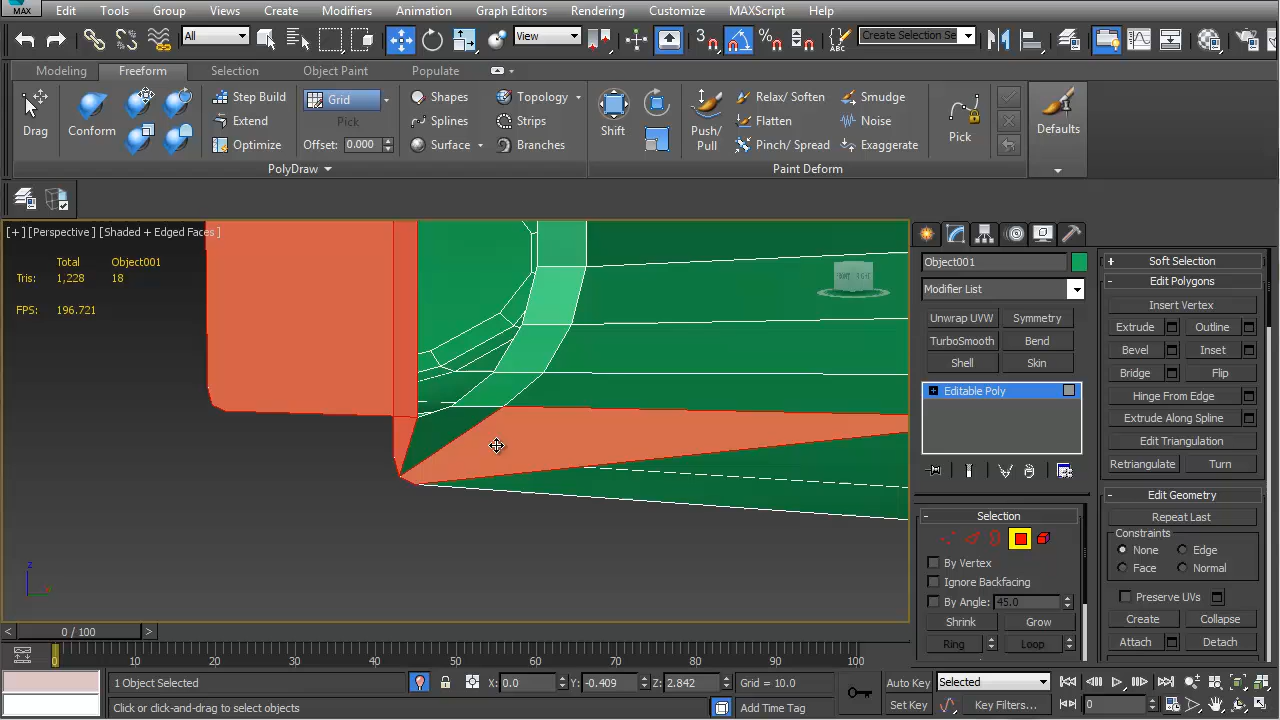 MAX Edit Tools Group Views Create Modifiers Animation Graph Editors Rendering Customize MAXScript Help
All View 3 % ABC Create Selection Se
Modeling Freeform Selection Object Paint Populate
Drag Conform Step Build Extend Optimize Grid Pick Offset: 0.000 Shapes Splines Surface Topology Strips Branches Shift Push/ Pull Relax/ Soften Flatten Pinch/ Spread Smudge Noise Exaggerate Pick Defaults
PolyDraw Paint Deform
[+] [Perspective] [Shaded + Edged Faces]
Total Object001
Tris: 1,228 18
FPS: 196.721
FRONT RIGHT
z
x
Object001
Modifier List
Unwrap UVW Symmetry
TurboSmooth Bend
Shell Skin
+ Editable Poly
- Selection
By Vertex
Ignore Backfacing
By Angle: 45.0
Shrink Grow
Ring Loop
+ Soft Selection
- Edit Polygons
Insert Vertex
Extrude Outline
Bevel Inset
Bridge Flip
Hinge From Edge
Extrude Along Spline
Edit Triangulation
Retriangulate Turn
- Edit Geometry
Repeat Last
Constraints
None Edge
Face Normal
Preserve UVs
Create Collapse
Attach Detach
< 0 / 100 >
0 10 20 30 40 50 60 70 80 90 100
1 Object Selected X: 0.0 Y: -0.409 Z: 2.842 Grid = 10.0 Auto Key Selected
Click or click-and-drag to select objects Add Time Tag Set Key Key Filters... 0